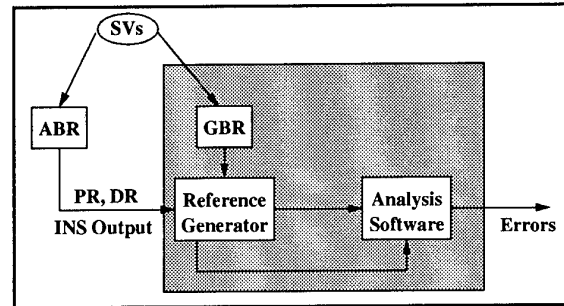 SVs
ABR
GBR
PR, DR
INS Output
Reference
Generator
Analysis
Software
Errors